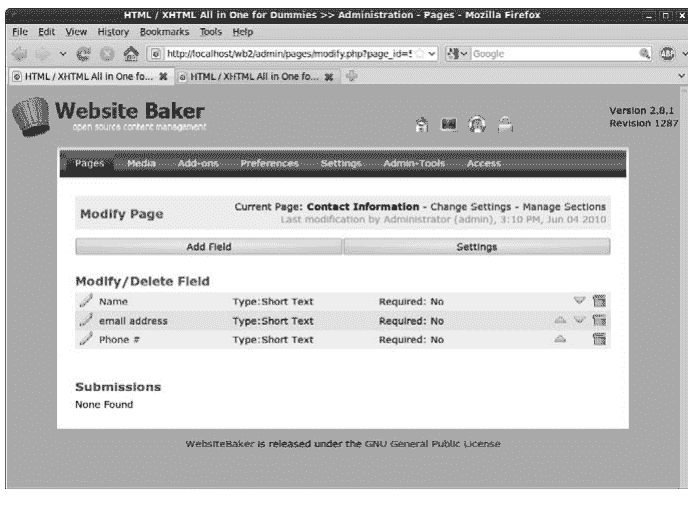 HTML / XHTML All in One for Dummies >> Administration - Pages - Mozilla Firefox
File Edit View History Bookmarks Tools Help
http://localhost/wb2/admin/pages/modify.php?page_id=5 Google
HTML / XHTML All in One fo... HTML / XHTML All in One fo...
Website Baker
open source content management
Version 2.8.1
Revision 1287
Pages Media Add-ons Preferences Settings Admin-Tools Access
Modify Page
Current Page: Contact Information - Change Settings - Manage Sections
Last modification by Administrator (admin), 3:10 PM, Jun 04 2010
Add Field Settings
Modify/Delete Field
Name Type:Short Text Required: No
email address Type:Short Text Required: No
Phone # Type:Short Text Required: No
Submissions
None Found
WebsiteBaker is released under the GNU General Public License
ABP